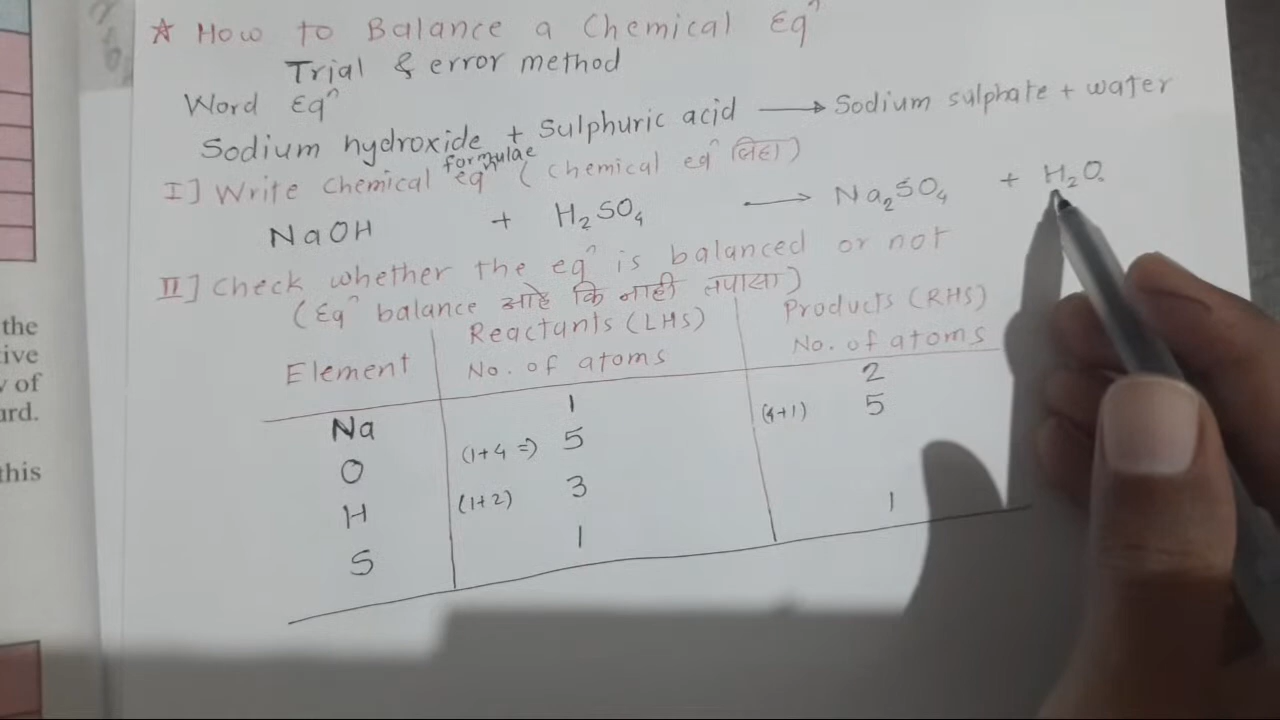 ☆ How to Balance a Chemical Eqⁿ
Trial & error method
Word Eqⁿ
Sodium hydroxide + Sulphuric acid → Sodium sulphate + water
I] Write chemical formulae eqⁿ (chemical eqⁿ लिहा)
NaOH + H₂SO₄ → Na₂SO₄ + H₂O
II] Check whether the eqⁿ is balanced or not
(Eqⁿ balance आहे कि नाही तपासा)
Element Reactants (LHS) No. of atoms Products (RHS) No. of atoms
Na 1 2
O (1+4 ⇒) 5 (4+1) 5
H (1+2) 3
S 1 1
the
ive
of
ard.
this